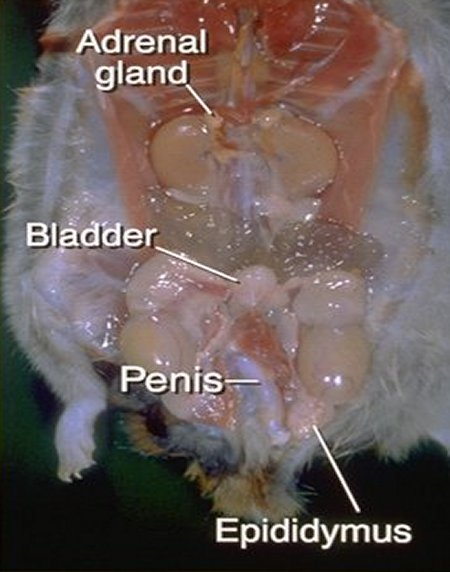 Adrenal
gland
Bladder
Penis
Epididymus